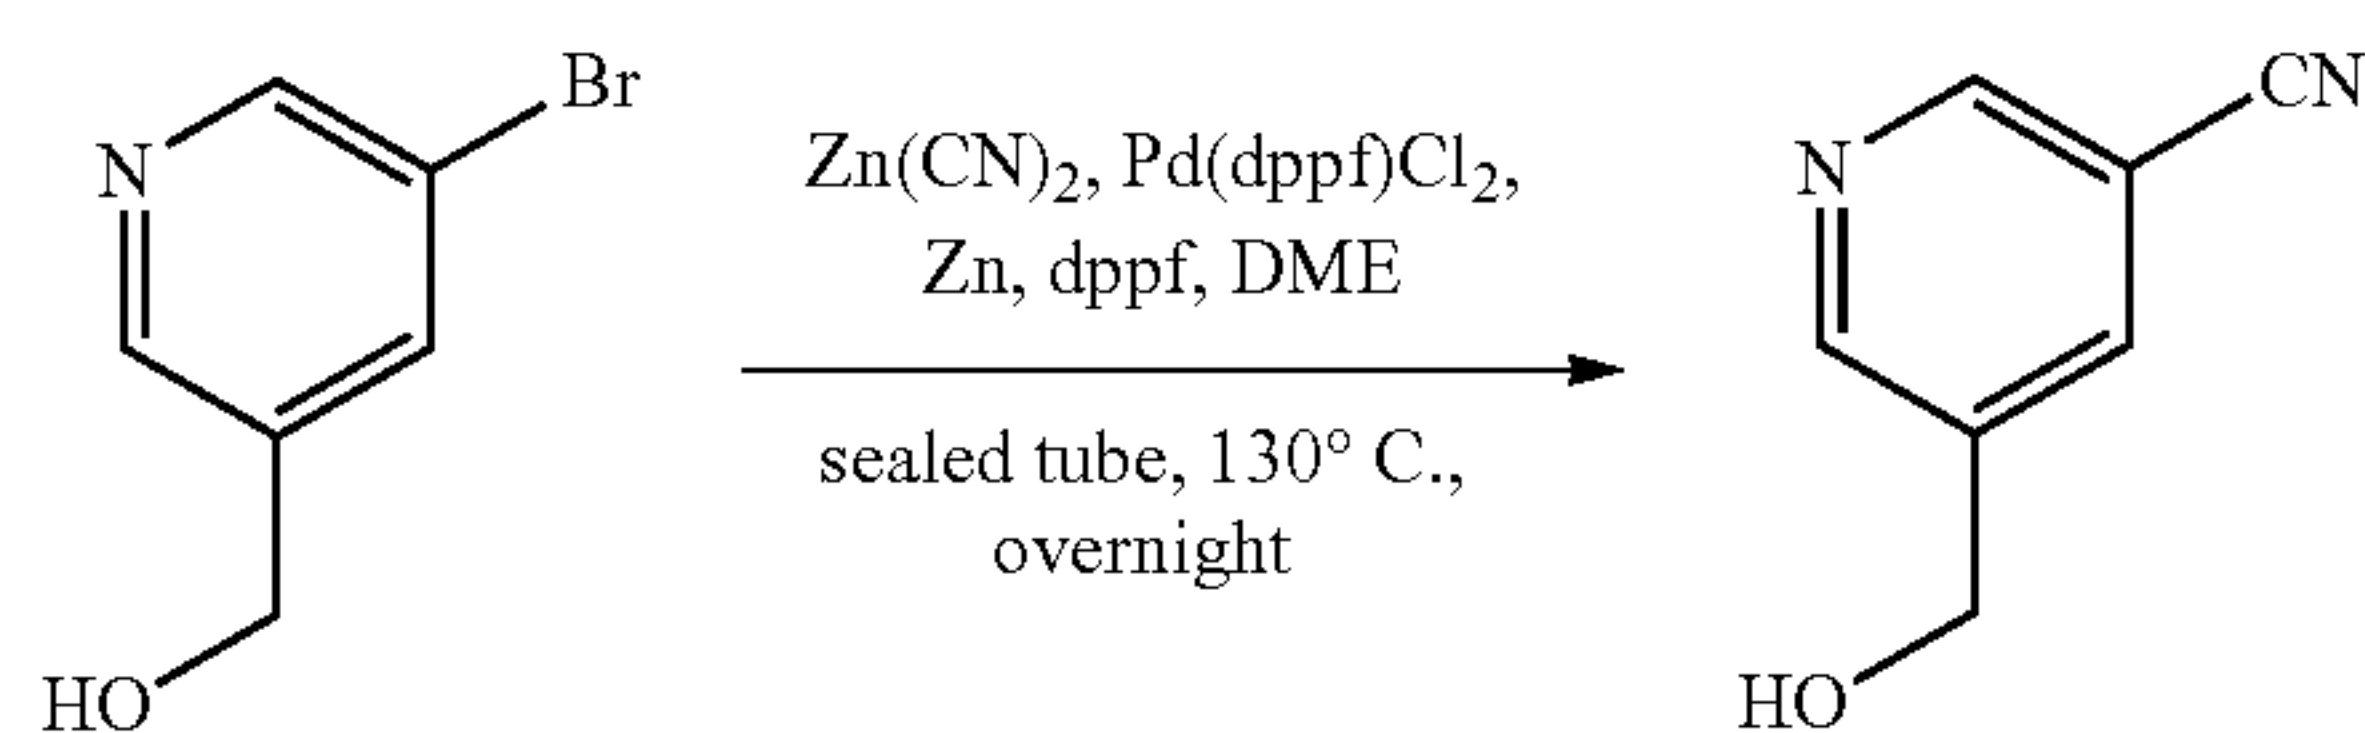 Br
N
HO
Zn(CN)2, Pd(dppf)Cl2,
Zn, dppf, DME
sealed tube, 130° C.,
overnight
CN
N
HO